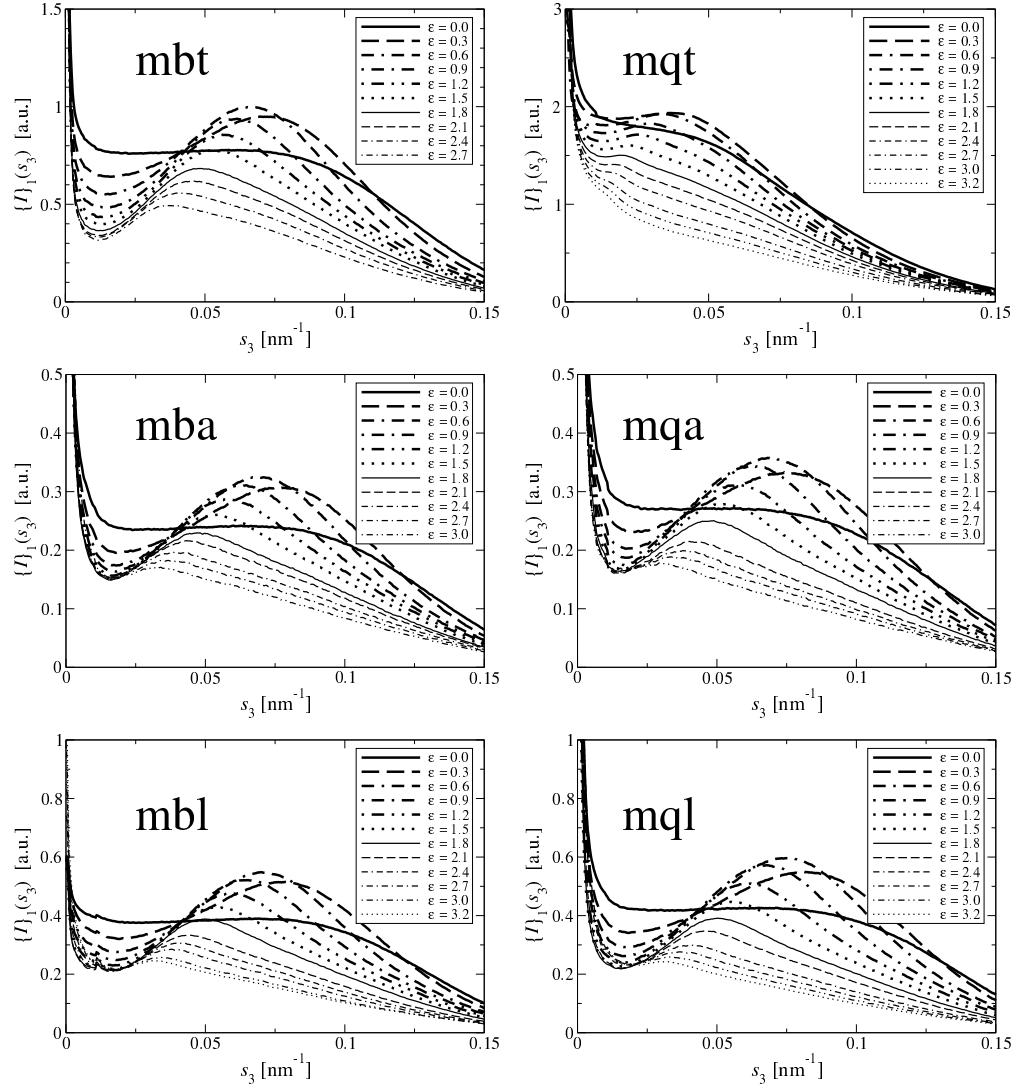 mbt
{I}₁(s₃) [a.u.]
1.5
1
0.5
0
0 0.05 0.1 0.15
s₃ [nm⁻¹]
ε = 0.0
ε = 0.3
ε = 0.6
ε = 0.9
ε = 1.2
ε = 1.5
ε = 1.8
ε = 2.1
ε = 2.4
ε = 2.7
mqt
{I}₁(s₃) [a.u.]
3
2
1
0
0 0.05 0.1 0.15
s₃ [nm⁻¹]
ε = 0.0
ε = 0.3
ε = 0.6
ε = 0.9
ε = 1.2
ε = 1.5
ε = 1.8
ε = 2.1
ε = 2.4
ε = 2.7
ε = 3.0
ε = 3.2
mba
{I}₁(s₃) [a.u.]
0.5
0.4
0.3
0.2
0.1
0
0 0.05 0.1 0.15
s₃ [nm⁻¹]
ε = 0.0
ε = 0.3
ε = 0.6
ε = 0.9
ε = 1.2
ε = 1.5
ε = 1.8
ε = 2.1
ε = 2.4
ε = 2.7
ε = 3.0
mqa
{I}₁(s₃) [a.u.]
0.5
0.4
0.3
0.2
0.1
0
0 0.05 0.1 0.15
s₃ [nm⁻¹]
ε = 0.0
ε = 0.3
ε = 0.6
ε = 0.9
ε = 1.2
ε = 1.5
ε = 1.8
ε = 2.1
ε = 2.4
ε = 2.7
ε = 3.0
mbl
{I}₁(s₃) [a.u.]
1
0.8
0.6
0.4
0.2
0
0 0.05 0.1 0.15
s₃ [nm⁻¹]
ε = 0.0
ε = 0.3
ε = 0.6
ε = 0.9
ε = 1.2
ε = 1.5
ε = 1.8
ε = 2.1
ε = 2.4
ε = 2.7
ε = 3.0
ε = 3.2
mql
{I}₁(s₃) [a.u.]
1
0.8
0.6
0.4
0.2
0
0 0.05 0.1 0.15
s₃ [nm⁻¹]
ε = 0.0
ε = 0.3
ε = 0.6
ε = 0.9
ε = 1.2
ε = 1.5
ε = 1.8
ε = 2.1
ε = 2.4
ε = 2.7
ε = 3.0
ε = 3.2